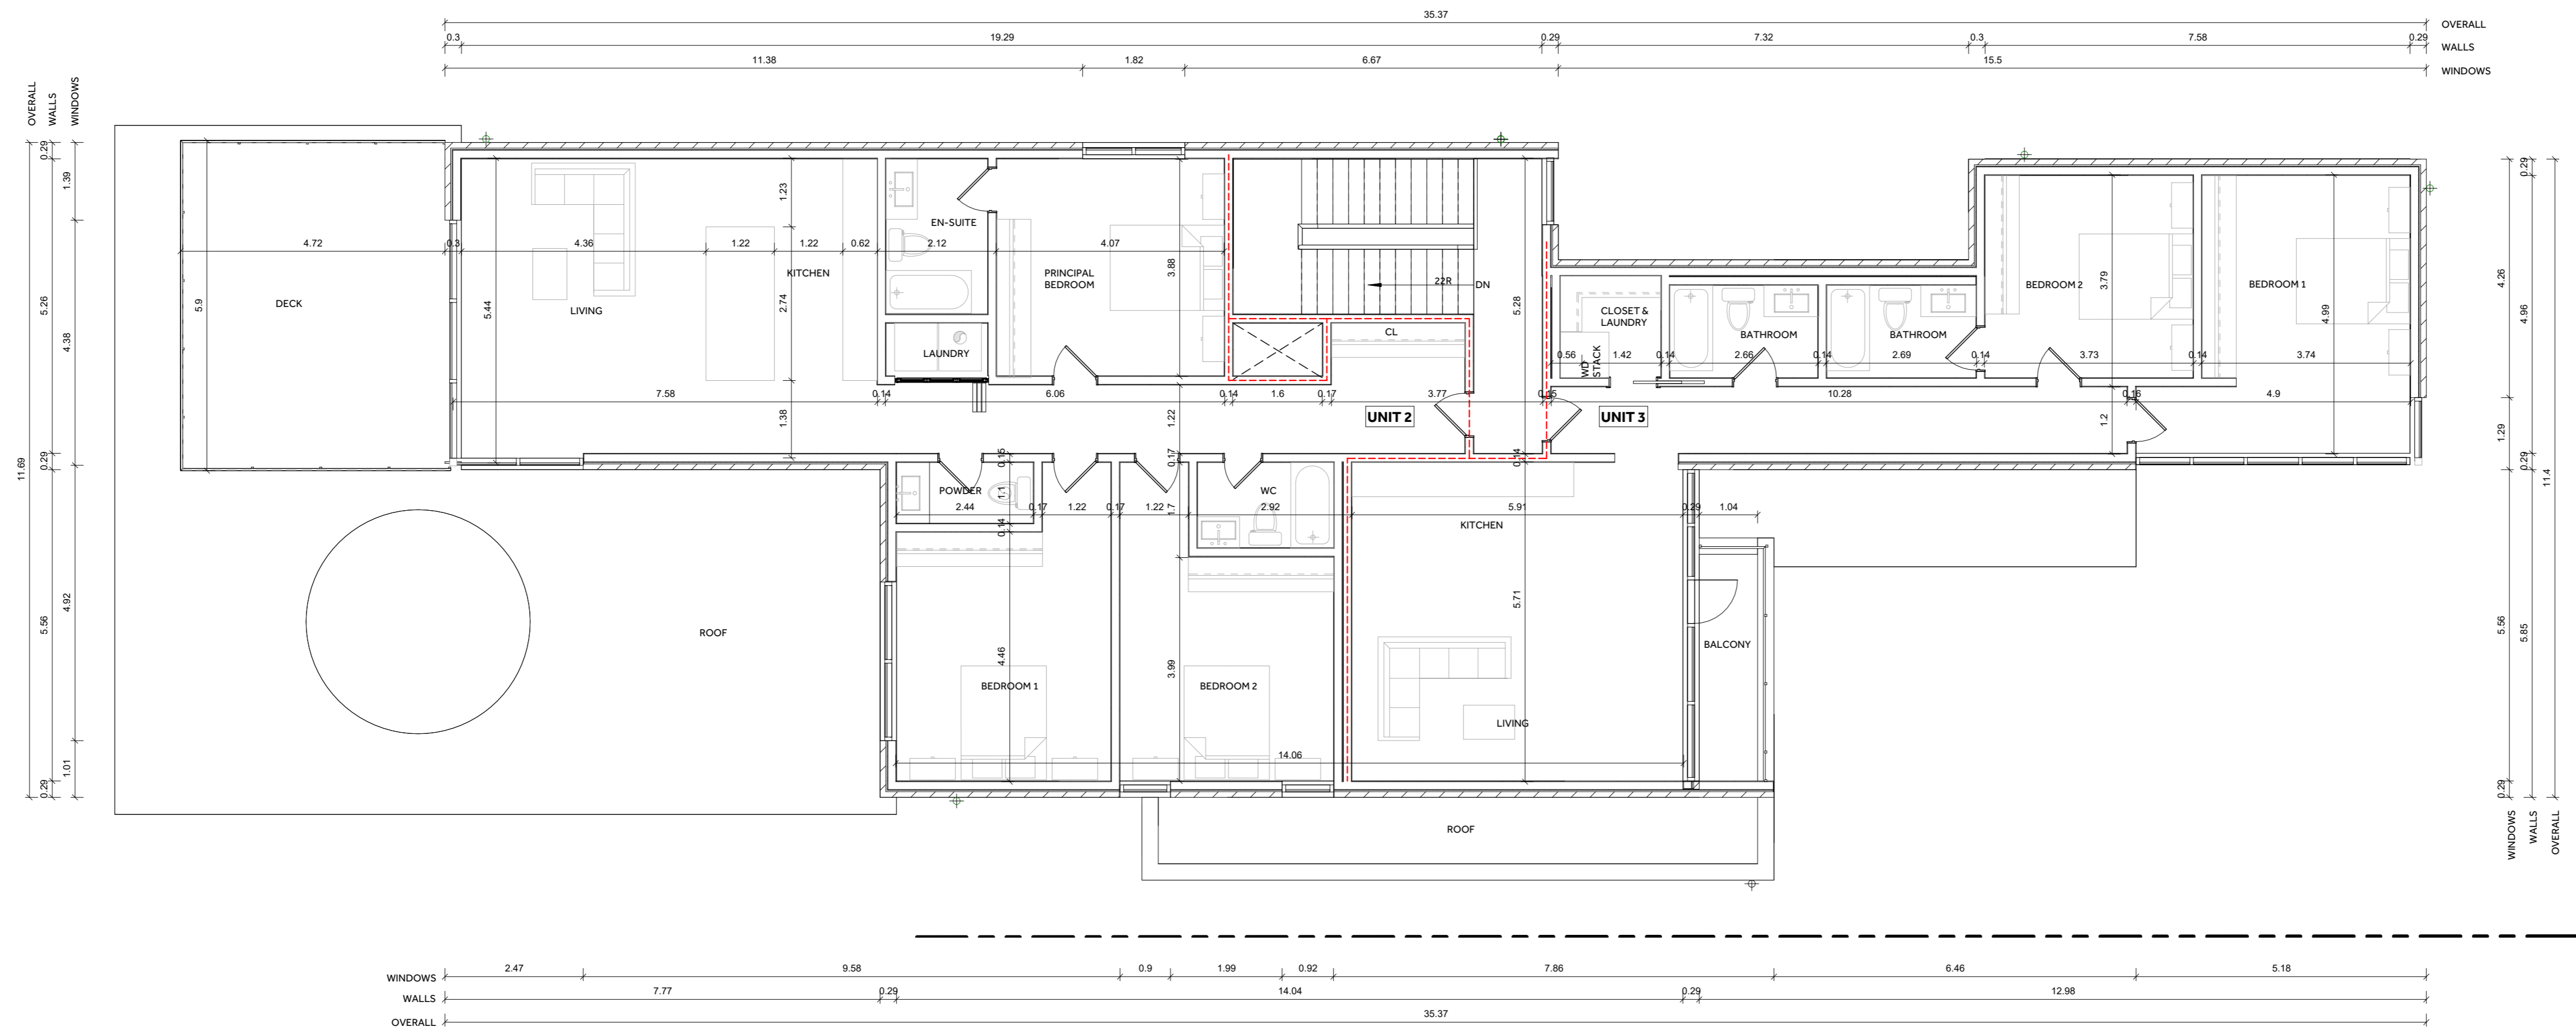 35.37
OVERALL
0.3
19.29
0.29
7.32
0.3
7.58
0.29
WALLS
11.38
1.82
6.67
15.5
WINDOWS
OVERALL
WALLS
WINDOWS
0.29
1.39
5.26
4.38
11.69
0.29
4.92
5.56
1.01
0.29
4.72
0.3
4.36
1.22
1.22
0.62
2.12
4.07
5.9
DECK
5.44
LIVING
1.23
KITCHEN
2.74
1.38
EN-SUITE
LAUNDRY
PRINCIPAL
BEDROOM
3.88
22R
DN
5.28
CL
CLOSET &
LAUNDRY
WD
STACK
BATHROOM
BATHROOM
BEDROOM 2
3.79
BEDROOM 1
4.99
0.56
1.42
0.14
2.66
0.14
2.69
0.14
3.73
0.14
3.74
7.58
0.14
6.06
0.14
1.6
0.17
3.77
0.15
10.28
0.16
4.9
1.22
UNIT 2
UNIT 3
1.2
0.15
0.17
0.14
POWDER
1.1
WC
2.44
0.17
1.22
0.17
1.22
1.7
2.92
5.91
0.29
1.04
0.14
KITCHEN
ROOF
4.46
3.99
5.71
BALCONY
BEDROOM 1
BEDROOM 2
LIVING
14.06
ROOF
0.29
4.26
4.96
1.29
0.29
11.4
5.56
5.85
0.29
WINDOWS
WALLS
OVERALL
WINDOWS
2.47
9.58
0.9
1.99
0.92
7.86
6.46
5.18
WALLS
7.77
0.29
14.04
0.29
12.98
OVERALL
35.37